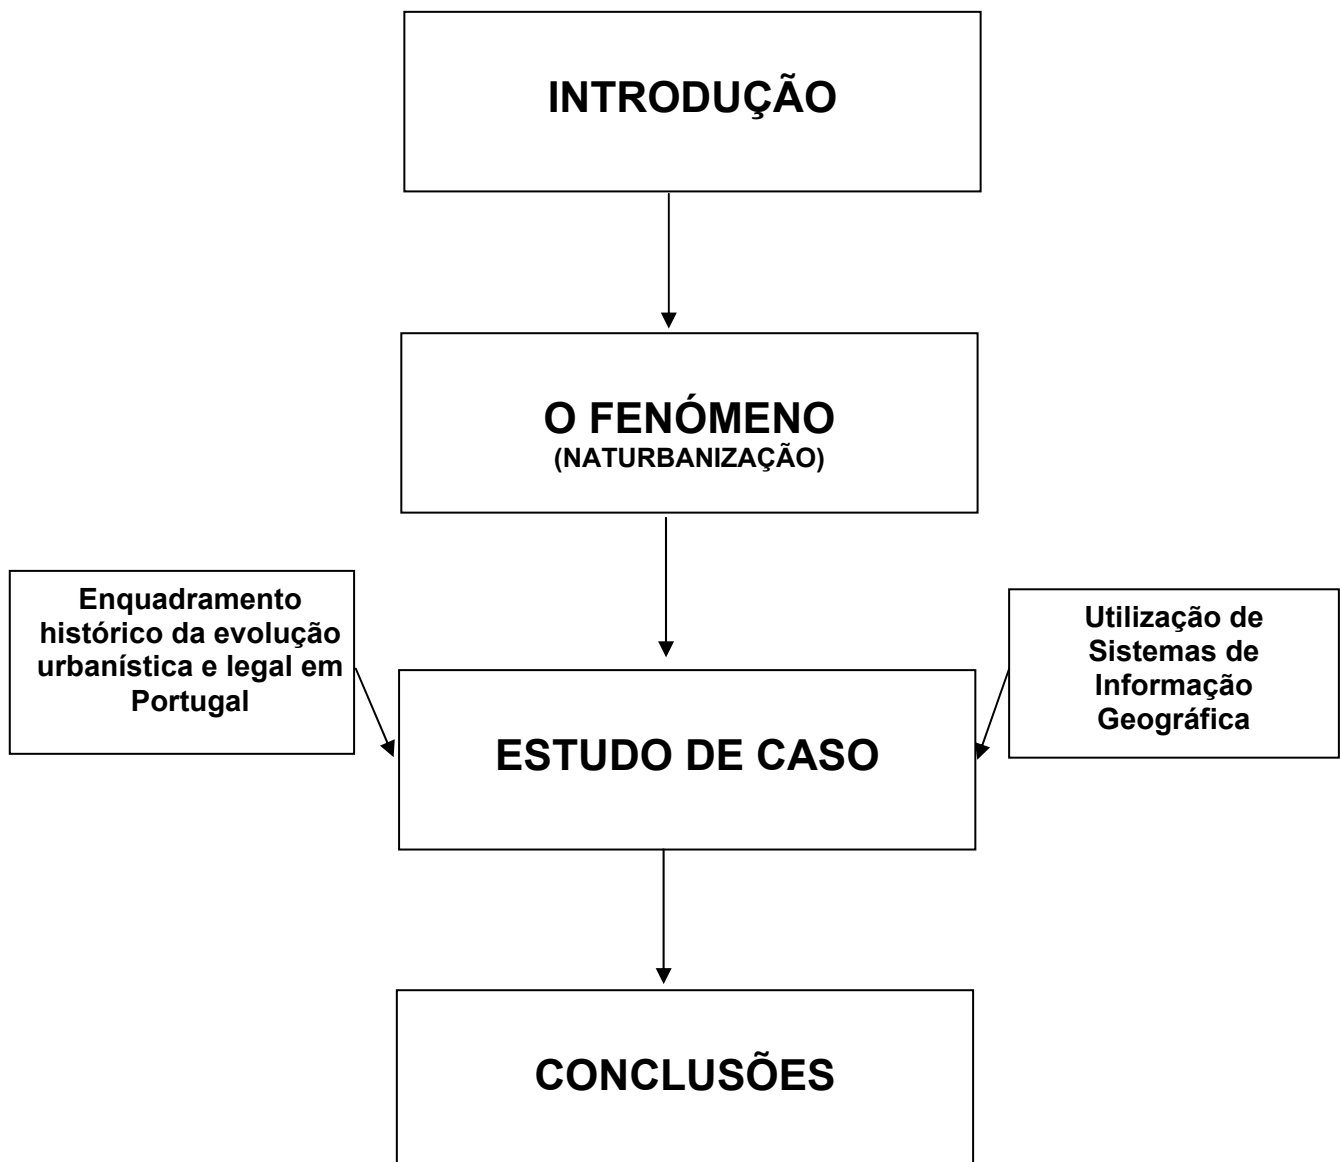 INTRODUÇÃO
O FENÓMENO
(NATURBANIZAÇÃO)
Enquadramento
histórico da evolução
urbanística e legal em
Portugal
Utilização de
Sistemas de
Informação
Geográfica
ESTUDO DE CASO
CONCLUSÕES